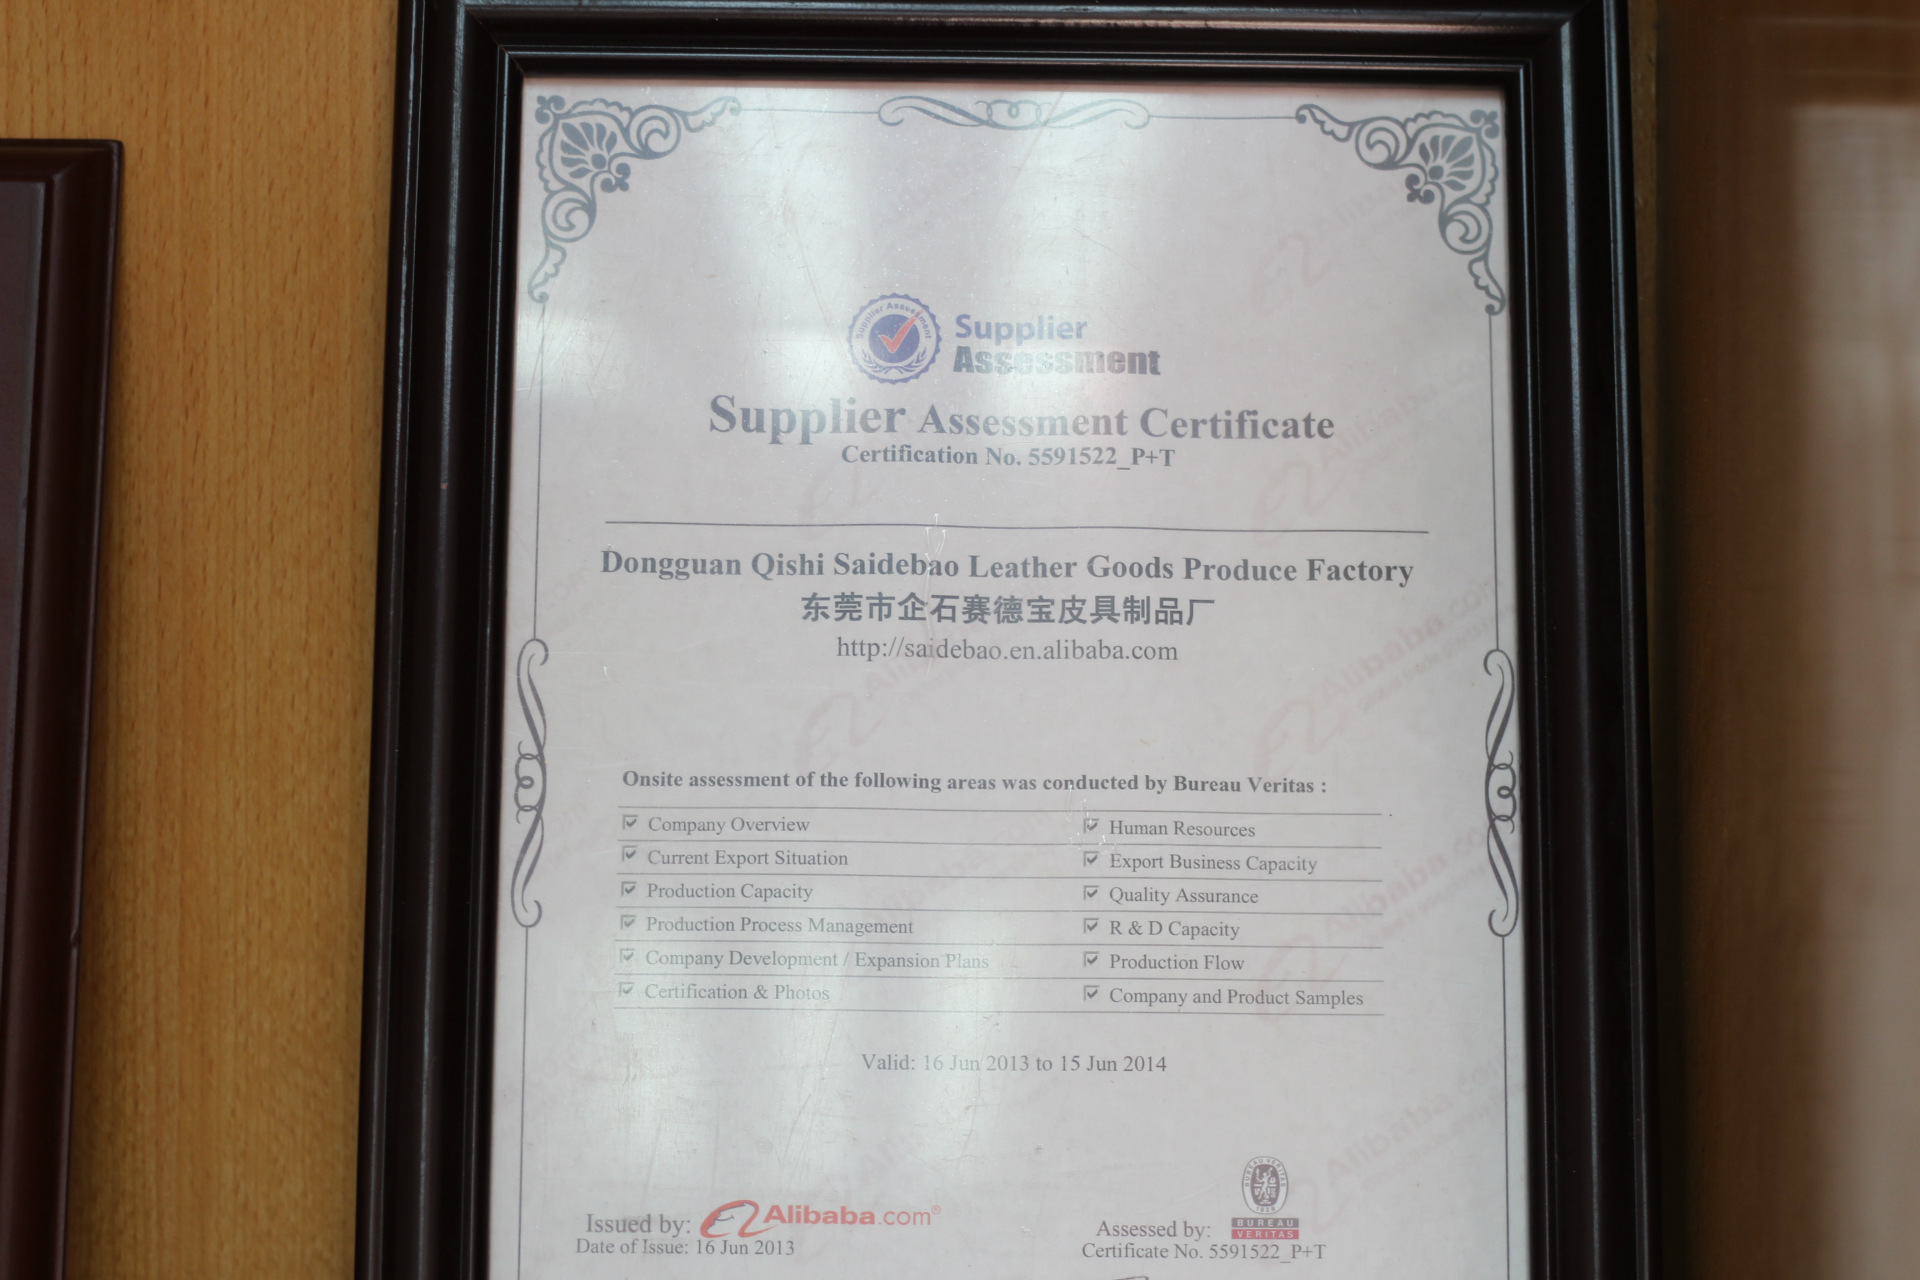 Supplier Assessment
Supplier
Assessment
Supplier Assessment Certificate
Certification No. 5591522_P+T
Dongguan Qishi Saidebao Leather Goods Produce Factory
东莞市企石赛德宝皮具制品厂
http://saidebao.en.alibaba.com
Onsite assessment of the following areas was conducted by Bureau Veritas :
Company Overview Human Resources
Current Export Situation Export Business Capacity
Production Capacity Quality Assurance
Production Process Management R & D Capacity
Company Development / Expansion Plans Production Flow
Certification & Photos Company and Product Samples
Valid: 16 Jun 2013 to 15 Jun 2014
BUREAU VERITAS
1828
Issued by: Alibaba.com® Assessed by: BUREAU
VERITAS
Date of Issue: 16 Jun 2013 Certificate No. 5591522_P+T